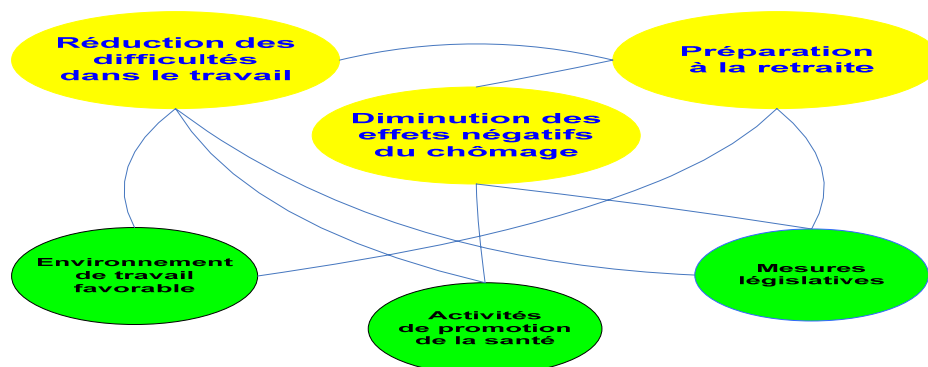 Réduction des
difficultés
dans le travail
Préparation
à la retraite
Diminution des
effets négatifs
du chômage
Environnement
de travail
favorable
Activités
de promotion
de la santé
Mesures
législatives